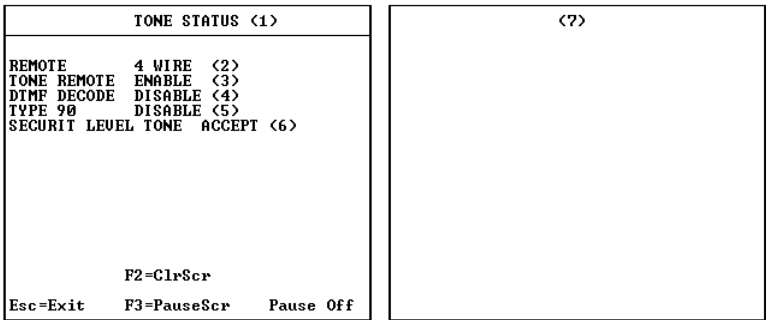 TONE STATUS (1)
REMOTE 4 WIRE (2)
TONE REMOTE ENABLE (3)
DTMF DECODE DISABLE (4)
TYPE 90 DISABLE (5)
SECURIT LEVEL TONE ACCEPT (6)
F2=ClrScr
Esc=Exit F3=PauseScr Pause Off
(7)